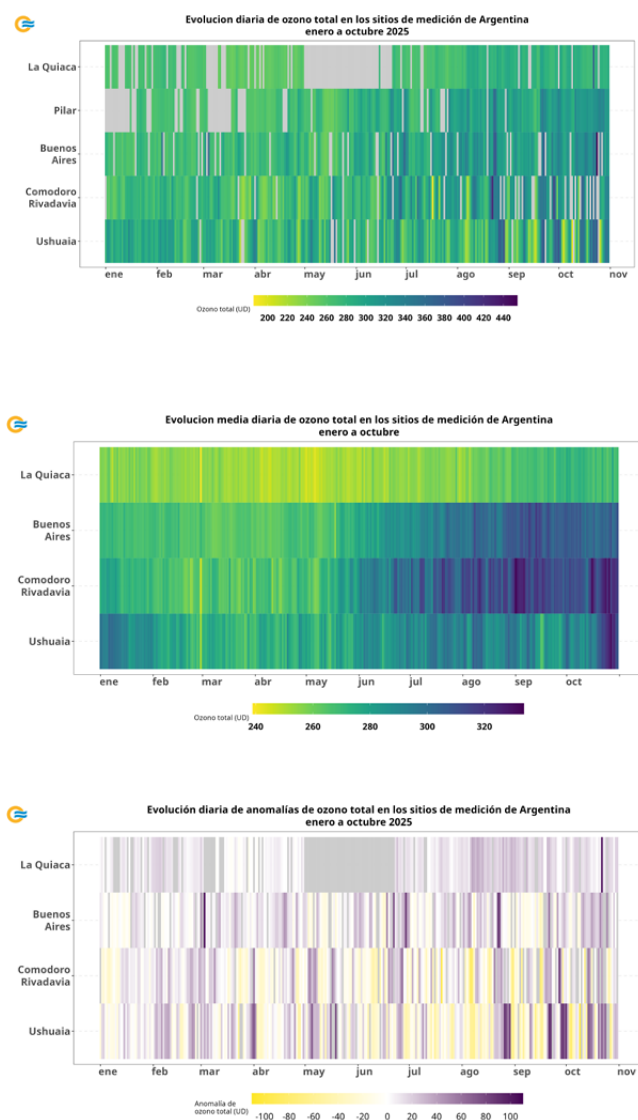 Evolucion diaria de ozono total en los sitios de medición de Argentina
enero a octubre 2025
La Quiaca
Pilar
Buenos
Aires
Comodoro
Rivadavia
Ushuaia
ene feb mar abr may jun jul ago sep oct nov
Ozono total (UD)
200 220 240 260 280 300 320 340 360 380 400 420 440
Evolucion media diaria de ozono total en los sitios de medición de Argentina
enero a octubre
La Quiaca
Buenos
Aires
Comodoro
Rivadavia
Ushuaia
ene feb mar abr may jun jul ago sep oct
Ozono total (UD)
240 260 280 300 320
Evolución diaria de anomalías de ozono total en los sitios de medición de Argentina
enero a octubre 2025
La Quiaca
Buenos
Aires
Comodoro
Rivadavia
Ushuaia
ene feb mar abr may jun jul ago sep oct nov
Anomalía de
ozono total (UD)
-100 -80 -60 -40 -20 0 20 40 60 80 100